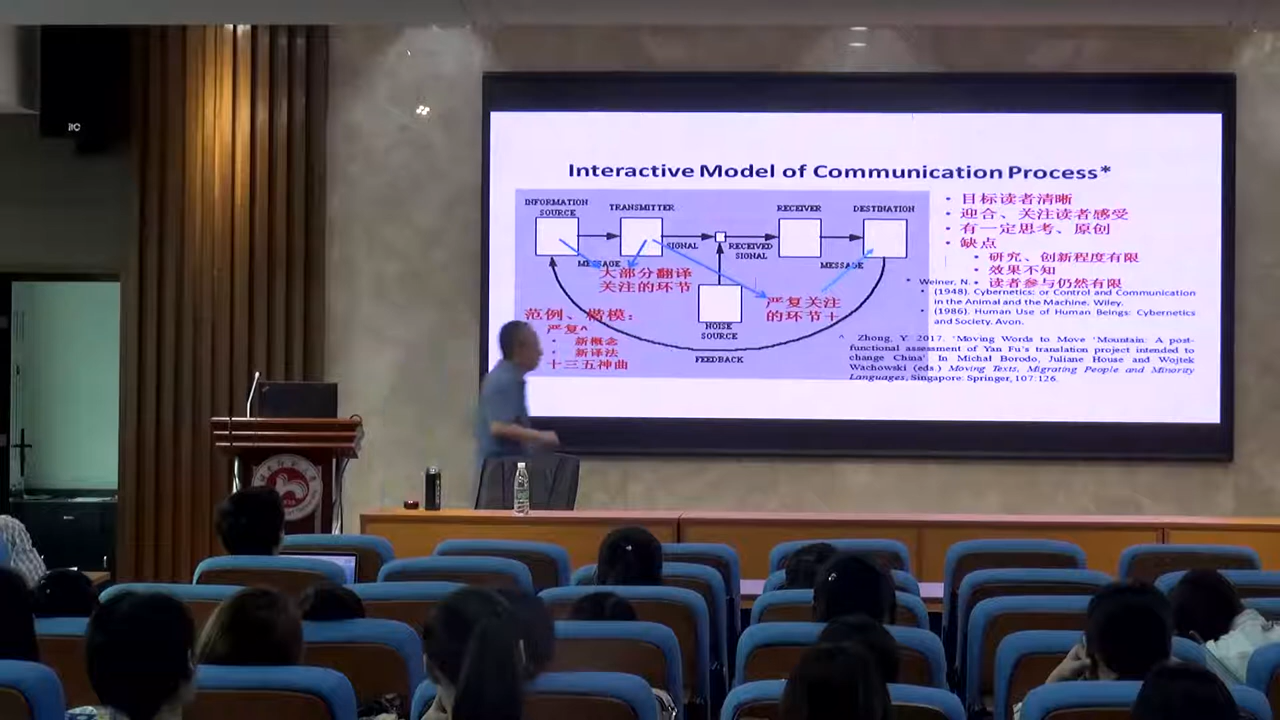 Interactive Model of Communication Process*
INFORMATION
SOURCE
TRANSMITTER
RECEIVER
DESTINATION
SIGNAL
RECEIVED
SIGNAL
MESSAGE
MESSAGE
NOISE
SOURCE
FEEDBACK
大部分翻译
关注的环节
严复关注
的环节+
范例、楷模:
严复^
• 新概念
• 新译法
十三五神曲
• 目标读者清晰
• 迎合、关注读者感受
• 有一定思考、原创
• 缺点
• 研究、创新程度有限
• 效果不知
• 读者参与仍然有限
• Weiner, N.
• (1948). Cybernetics: or Control and Communication
in the Animal and the Machine. Wiley.
• (1986). Human Use of Human Beings: Cybernetics
and Society. Avon.
^ Zhong, Y. 2017. 'Moving Words to Move 'Mountain: A post-
functional assessment of Yan Fu's translation project intended to
change China' In Michal Borodo, Juliane House and Wojtek
Wachowski (eds.) Moving Texts, Migrating People and Minority
Languages, Singapore: Springer, 107:126.